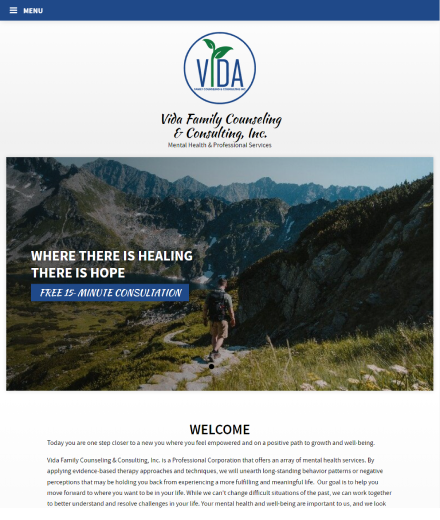 MENU
VIDA
FAMILY COUNSELING & CONSULTING, INC.
Vida Family Counseling
& Consulting, Inc.
Mental Health & Professional Services
WHERE THERE IS HEALING
THERE IS HOPE
FREE 15- MINUTE CONSULTATION
WELCOME
Today you are one step closer to a new you where you feel empowered and on a positive path to growth and well-being.
Vida Family Counseling & Consulting, Inc. is a Professional Corporation that offers an array of mental health services. By
applying evidence-based therapy approaches and techniques, we will unearth long-standing behavior patterns or negative
perceptions that may be holding you back from experiencing a more fulfilling and meaningful life. Our goal is to help you
move forward to where you want to be in your life. While we can't change difficult situations of the past, we can work together
to better understand and resolve challenges in your life. Your mental health and well-being are important to us, and we look